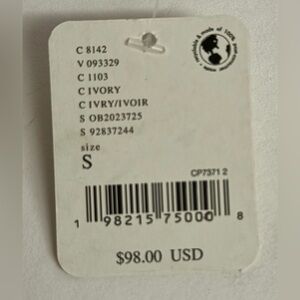 C 8142
V 093329
C 1103
C IVORY
C IVRY/IVOIR
S OB2023725
S 92837244
size
S
CP7371 2
1 98215 75000 8
$98.00 USD